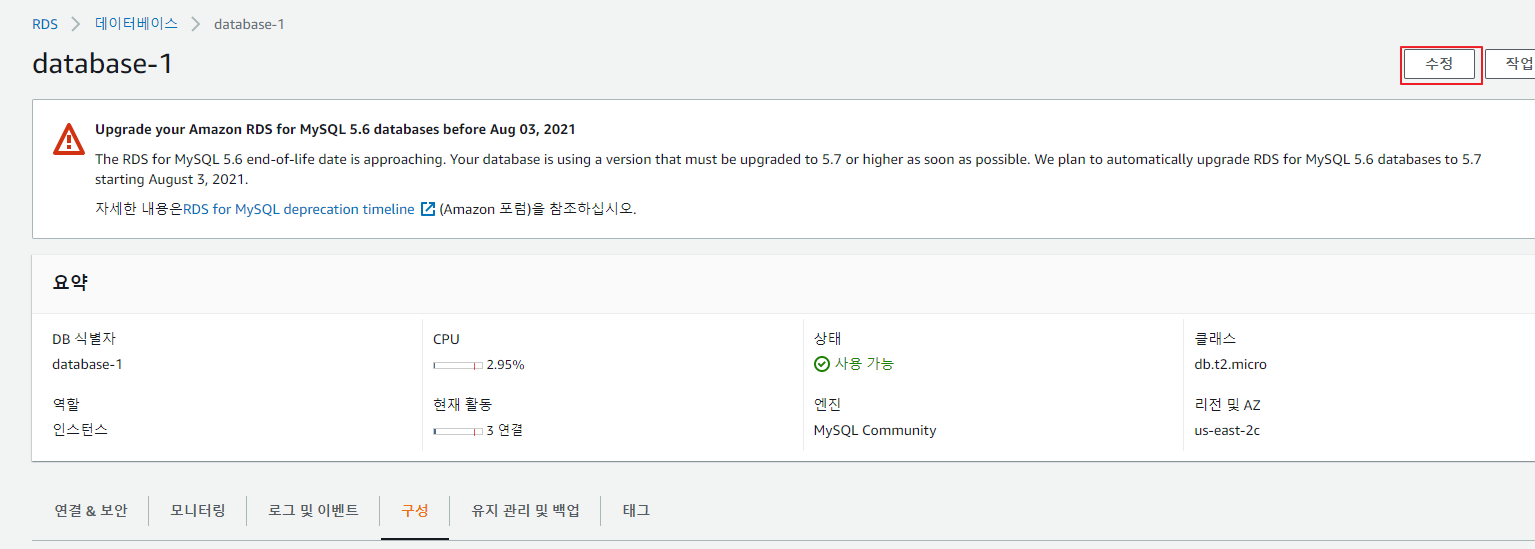 RDS 데이터베이스 database-1
database-1
수정 작업
Upgrade your Amazon RDS for MySQL 5.6 databases before Aug 03, 2021
The RDS for MySQL 5.6 end-of-life date is approaching. Your database is using a version that must be upgraded to 5.7 or higher as soon as possible. We plan to automatically upgrade RDS for MySQL 5.6 databases to 5.7
starting August 3, 2021.
자세한 내용은RDS for MySQL deprecation timeline (Amazon 포럼)을 참조하십시오.
요약
DB 식별자 CPU 상태 클래스
database-1 2.95% 사용 가능 db.t2.micro
역할 현재 활동 엔진 리전 및 AZ
인스턴스 3 연결 MySQL Community us-east-2c
연결 & 보안 모니터링 로그 및 이벤트 구성 유지 관리 및 백업 태그